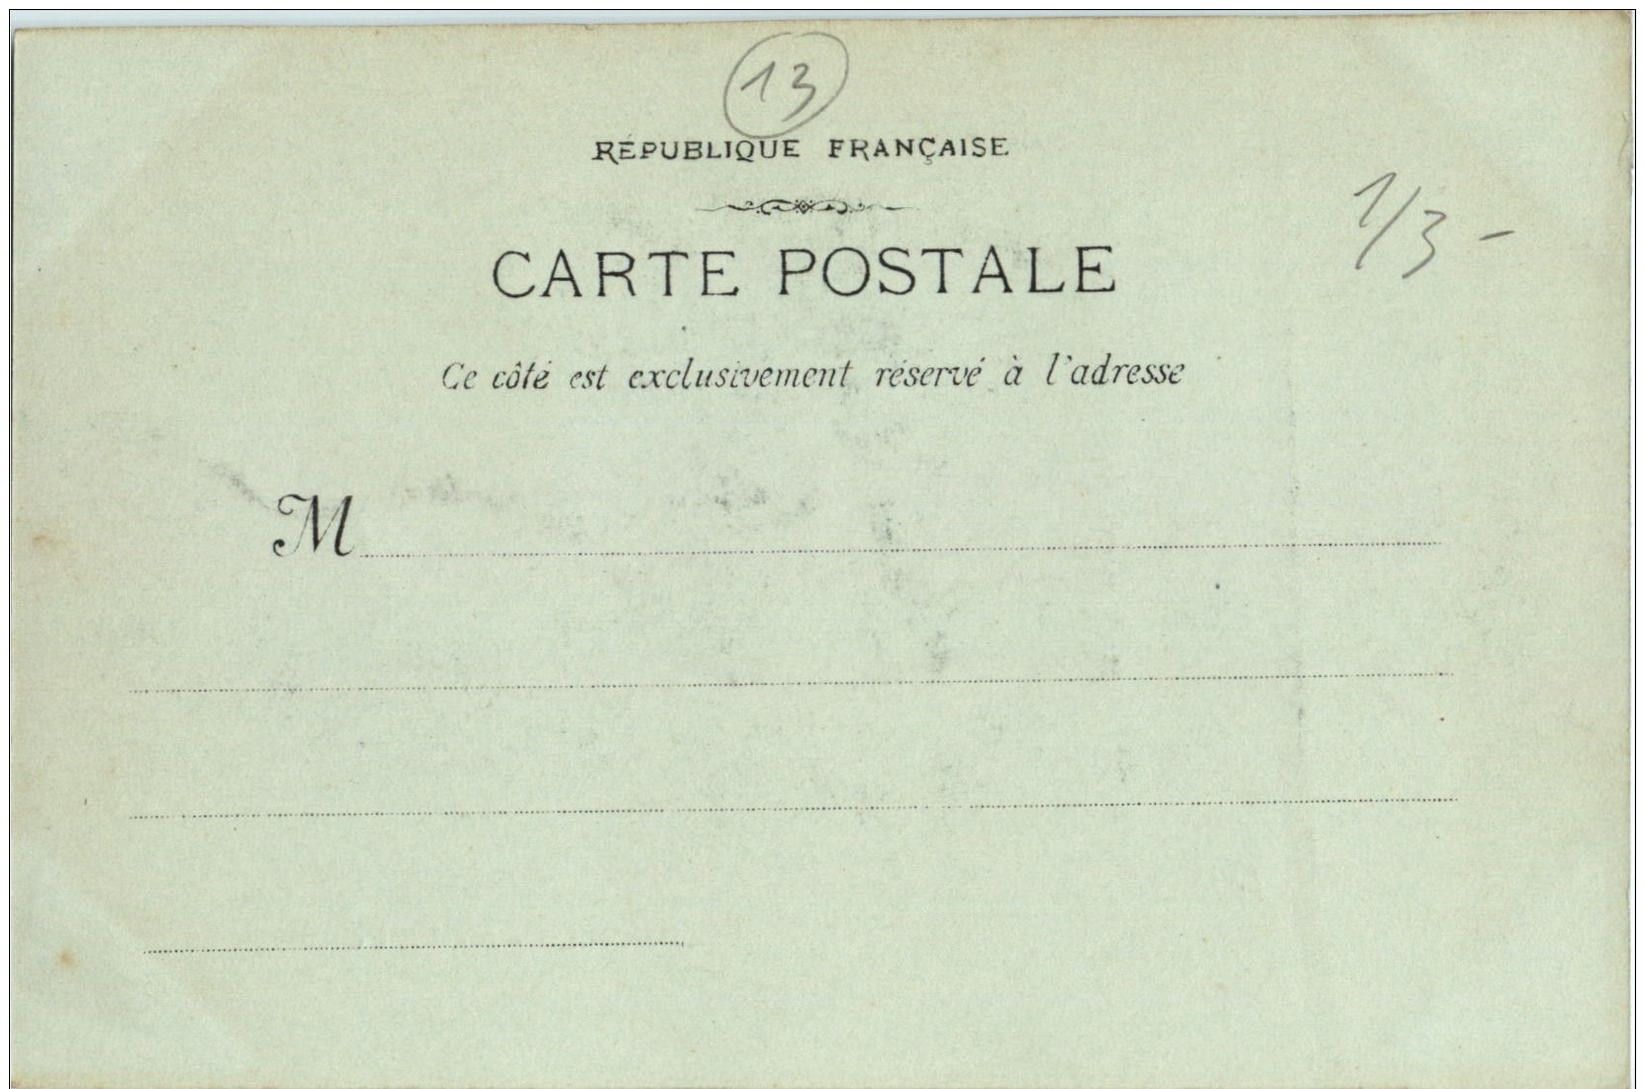 13
RÉPUBLIQUE FRANÇAISE
1/3 -
CARTE POSTALE
Ce côté est exclusivement réservé à l'adresse
M